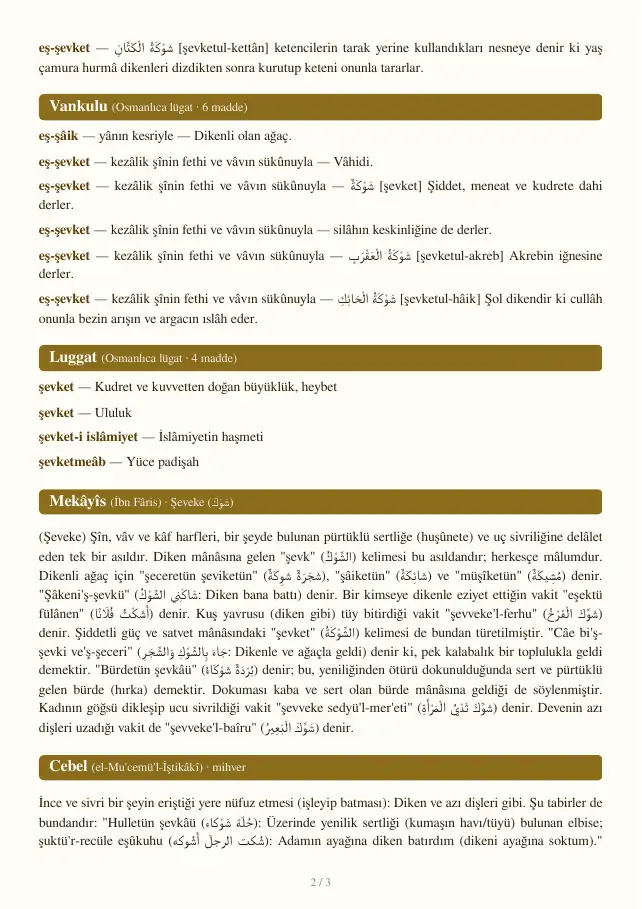 eş-şevket — شَوْكَةُ الْكَتَّانِ [şevketul-kettân] ketencilerin tarak yerine kullandıkları nesneye denir ki yaş
çamura hurmâ dikenleri dizdikten sonra kurutup keteni onunla tararlar.
Vankulu (Osmanlıca lügat · 6 madde)
eş-şâik — yânın kesriyle — Dikenli olan ağaç.
eş-şevket — kezâlik şînin fethi ve vâvın sükûnuyla — Vâhidi.
eş-şevket — kezâlik şînin fethi ve vâvın sükûnuyla — شَوْكَةٌ [şevket] Şiddet, meneat ve kudrete dahi
derler.
eş-şevket — kezâlik şînin fethi ve vâvın sükûnuyla — silâhın keskinliğine de derler.
eş-şevket — kezâlik şînin fethi ve vâvın sükûnuyla — شَوْكَةُ الْعَقْرَبِ [şevketul-akreb] Akrebin iğnesine
derler.
eş-şevket — kezâlik şînin fethi ve vâvın sükûnuyla — شَوْكَةُ الْحَائِكِ [şevketul-hâik] Şol dikendir ki cullâh
onunla bezin arışın ve argacın ıslâh eder.
Luggat (Osmanlıca lügat · 4 madde)
şevket — Kudret ve kuvvetten doğan büyüklük, heybet
şevket — Ululuk
şevket-i islâmiyet — İslâmiyetin haşmeti
şevketmeâb — Yüce padişah
Mekâyîs (İbn Fâris) · Şeveke (شَوَكَ)
(Şeveke) Şîn, vâv ve kâf harfleri, bir şeyde bulunan pürtüklü sertliğe (huşûnete) ve uç sivriliğine delâlet
eden tek bir asıldır. Diken mânâsına gelen "şevk" (الشَّوْكُ) kelimesi bu asıldandır; herkesçe mâlumdur.
Dikenli ağaç için "şeceretün şeviketün" (شَجَرَةٌ شَوِكَةٌ), "şâiketün" (شَائِكَةٌ) ve "müşîketün" (مُشِيكَةٌ) denir.
"Şâkeni'ş-şevkü" (شَاكَنِي الشَّوْكُ: Diken bana battı) denir. Bir kimseye dikenle eziyet ettiğin vakit "eşektü
fülânen" (أَشَكْتُ فُلَانًا) denir. Kuş yavrusu (diken gibi) tüy bitirdiği vakit "şevveke'l-ferhu" (شَوَّكَ الْفَرْخُ)
denir. Şiddetli güç ve satvet mânâsındaki "şevket" (الشَّوْكَةُ) kelimesi de bundan türetilmiştir. "Câe bi'ş-
şevki ve'ş-şeceri" (جَاءَ بِالشَّوْكِ وَالشَّجَرِ: Dikenle ve ağaçla geldi) denir ki, pek kalabalık bir toplulukla geldi
demektir. "Bürdetün şevkâü" (بُرْدَةٌ شَوْكَاءُ) denir; bu, yeniliğinden ötürü dokunulduğunda sert ve pürtüklü
gelen bürde (hırka) demektir. Dokuması kaba ve sert olan bürde mânâsına geldiği de söylenmiştir.
Kadının göğsü dikleşip ucu sivrildiği vakit "şevveke sedyü'l-mer'eti" (شَوَّكَ ثَدْيُ الْمَرْأَةِ) denir. Devenin azı
dişleri uzadığı vakit de "şevveke'l-baîru" (شَوَّكَ الْبَعِيرُ) denir.
Cebel (el-Mu'cemü'l-İştikâkî) · mihver
İnce ve sivri bir şeyin eriştiği yere nüfuz etmesi (işleyip batması): Diken ve azı dişleri gibi. Şu tabirler de
bundandır: "Hulletün şevkâü (حُلّة شَوْكاء): Üzerinde yenilik sertliği (kumaşın havı/tüyü) bulunan elbise;
şuktü'r-recüle eşûkuhu (شُكت الرجلَ أَشُوكه): Adamın ayağına diken batırdım (dikeni ayağına soktum)."
2 / 3